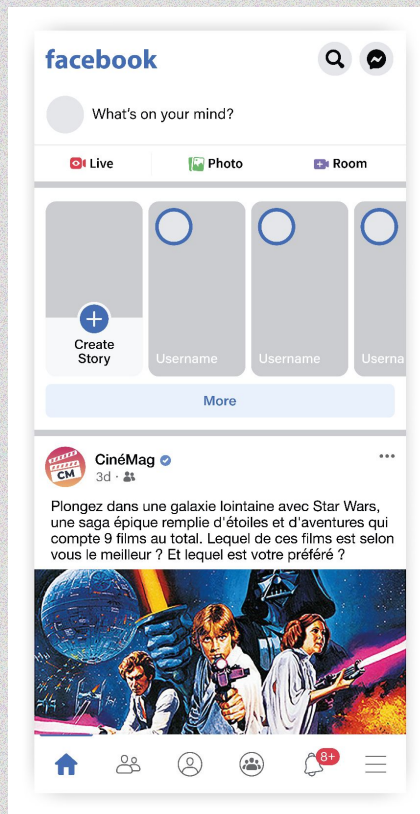 facebook
What's on your mind?
Live
Photo
Room
Create
Story
Username
Username
Userna
More
CinéMag
CM
3d
Plongez dans une galaxie lointaine avec Star Wars,
une saga épique remplie d'étoiles et d'aventures qui
compte 9 films au total. Lequel de ces films est selon
vous le meilleur ? Et lequel est votre préféré ?
8+